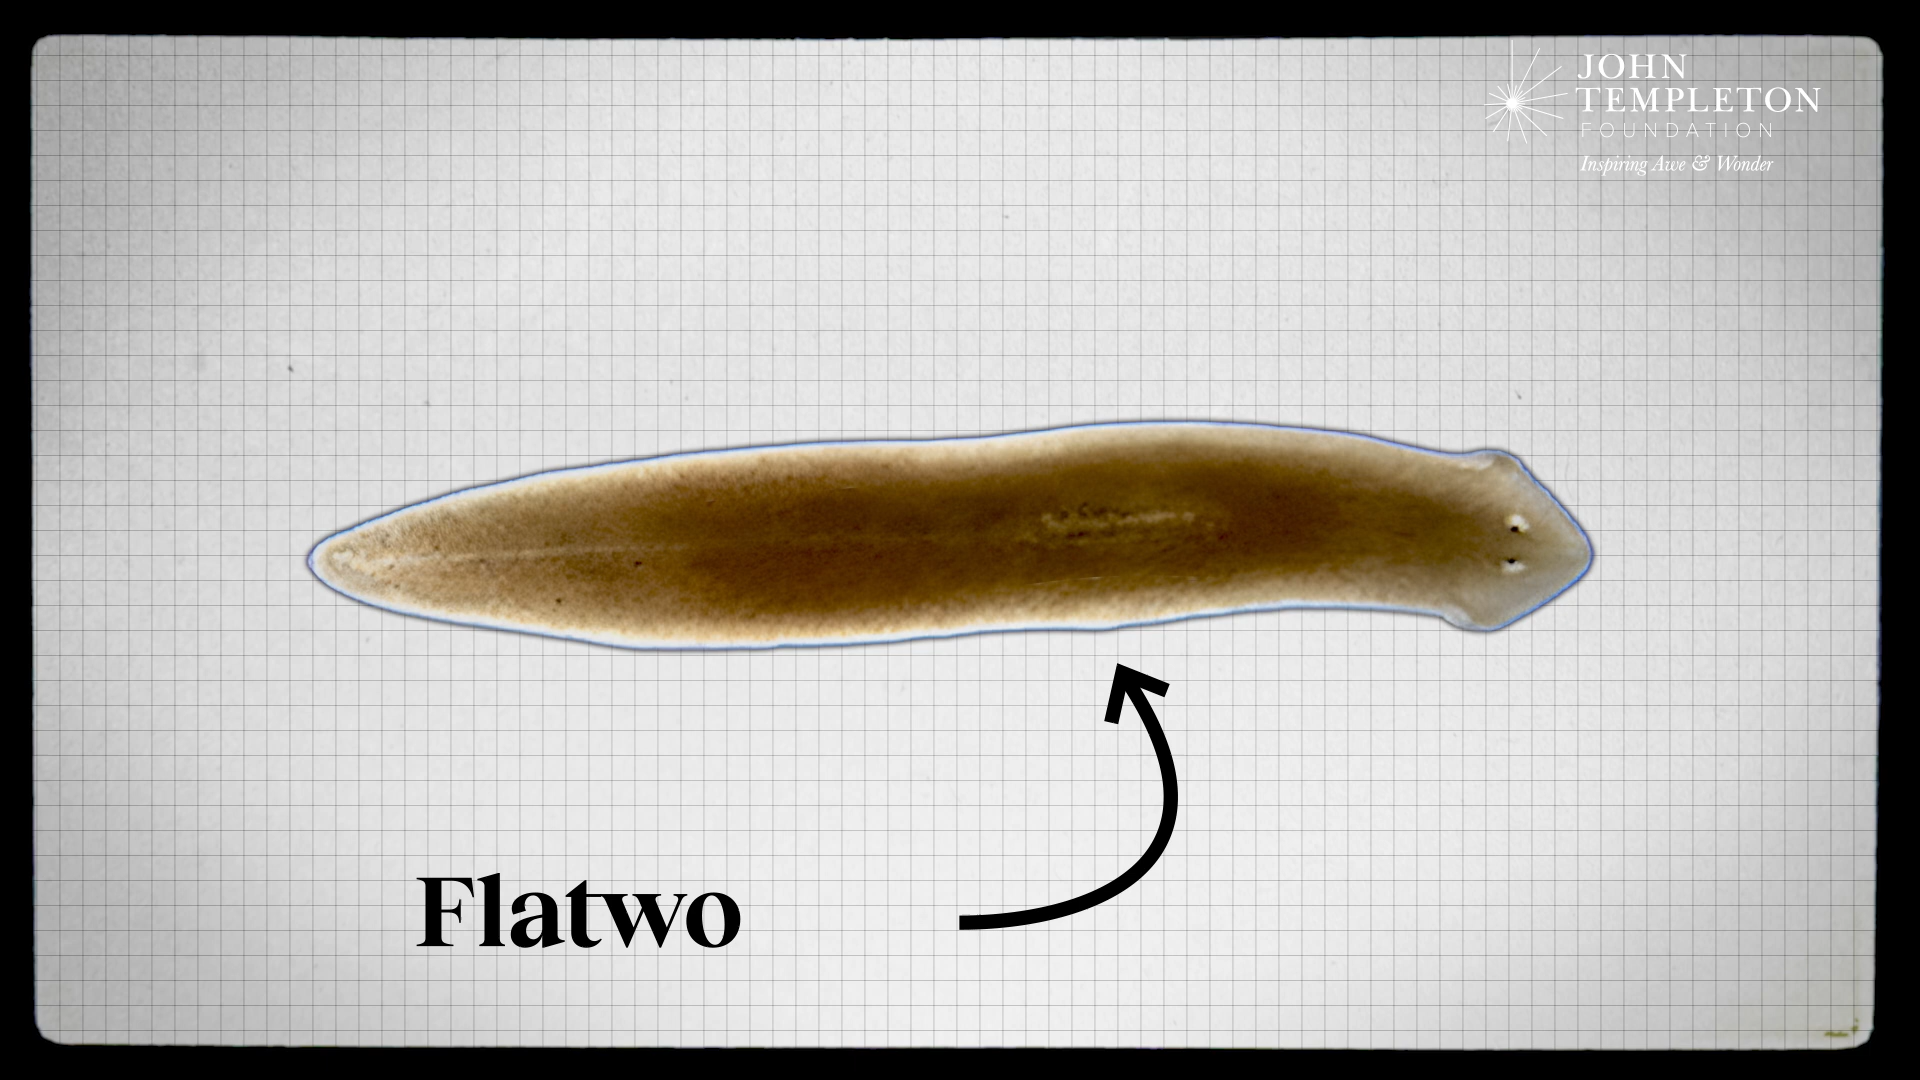 JOHN
TEMPLETON
FOUNDATION
Inspiring Awe & Wonder
Flatwo